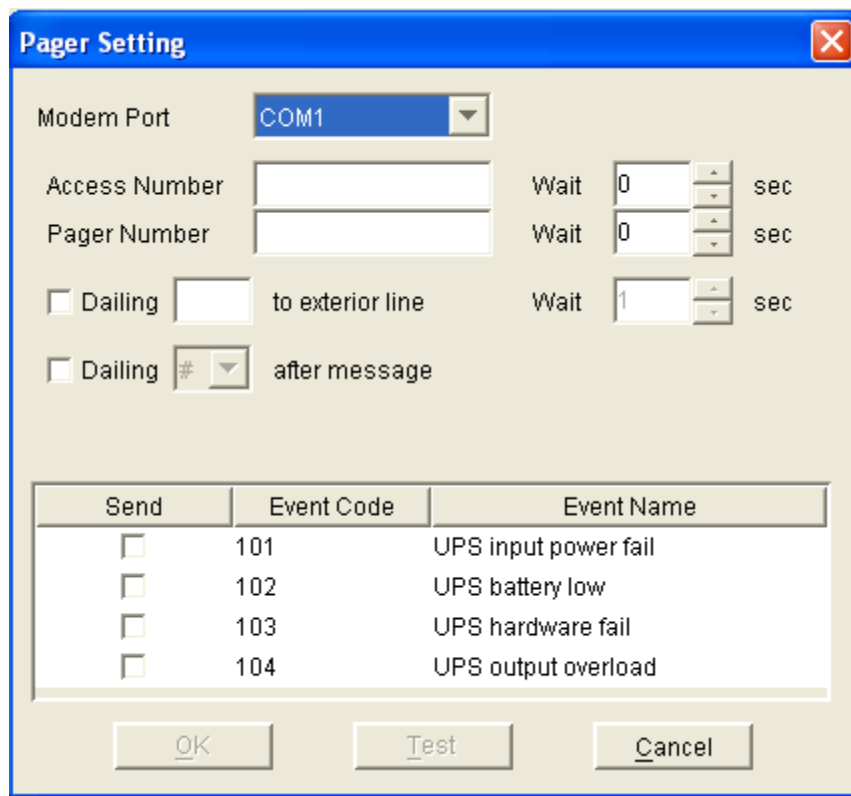 Pager Setting
Modem Port COM1
Access Number Wait 0 sec
Pager Number Wait 0 sec
Dailing to exterior line Wait 1 sec
Dailing # after message
Send Event Code Event Name
101 UPS input power fail
102 UPS battery low
103 UPS hardware fail
104 UPS output overload
OK Test Cancel